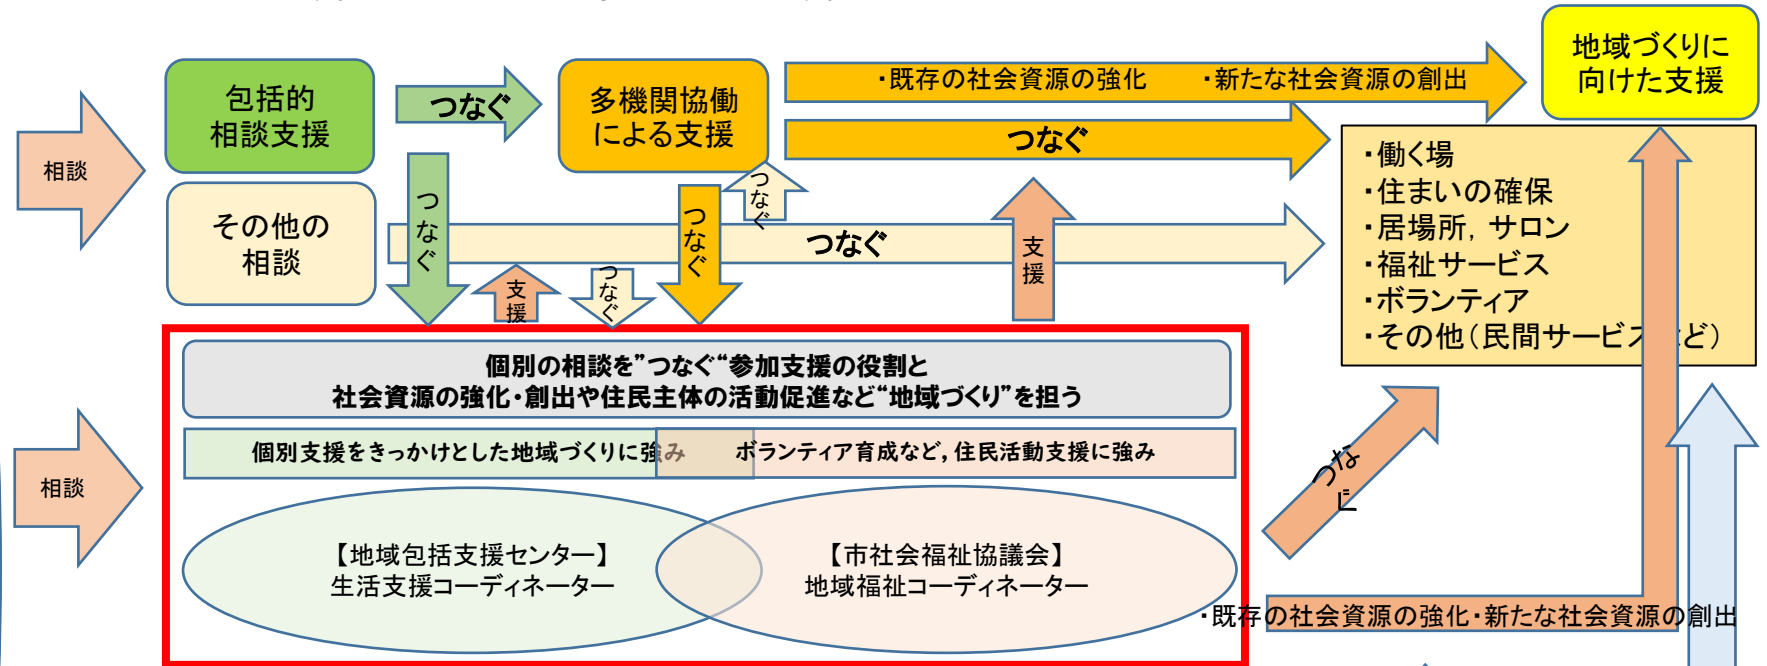 地域づくりに
向けた支援
・既存の社会資源の強化　・新たな社会資源の創出
包括的
相談支援
つなぐ
多機関協働
による支援
つなぐ
相談
・働く場
・住まいの確保
・居場所，サロン
・福祉サービス
・ボランティア
・その他（民間サービス　ど）
つなぐ
つなぐ
つなぐ
その他の
相談
つなぐ
支援
つなぐ
支援
個別の相談を”つなぐ“参加支援の役割と
社会資源の強化・創出や住民主体の活動促進など“地域づくり”を担う
個別支援をきっかけとした地域づくりに強み
ボランティア育成など，住民活動支援に強み
相談
つな
【地域包括支援センター】
生活支援コーディネーター
【市社会福祉協議会】
地域福祉コーディネーター
・既存の社会資源の強化・新たな社会資源の創出